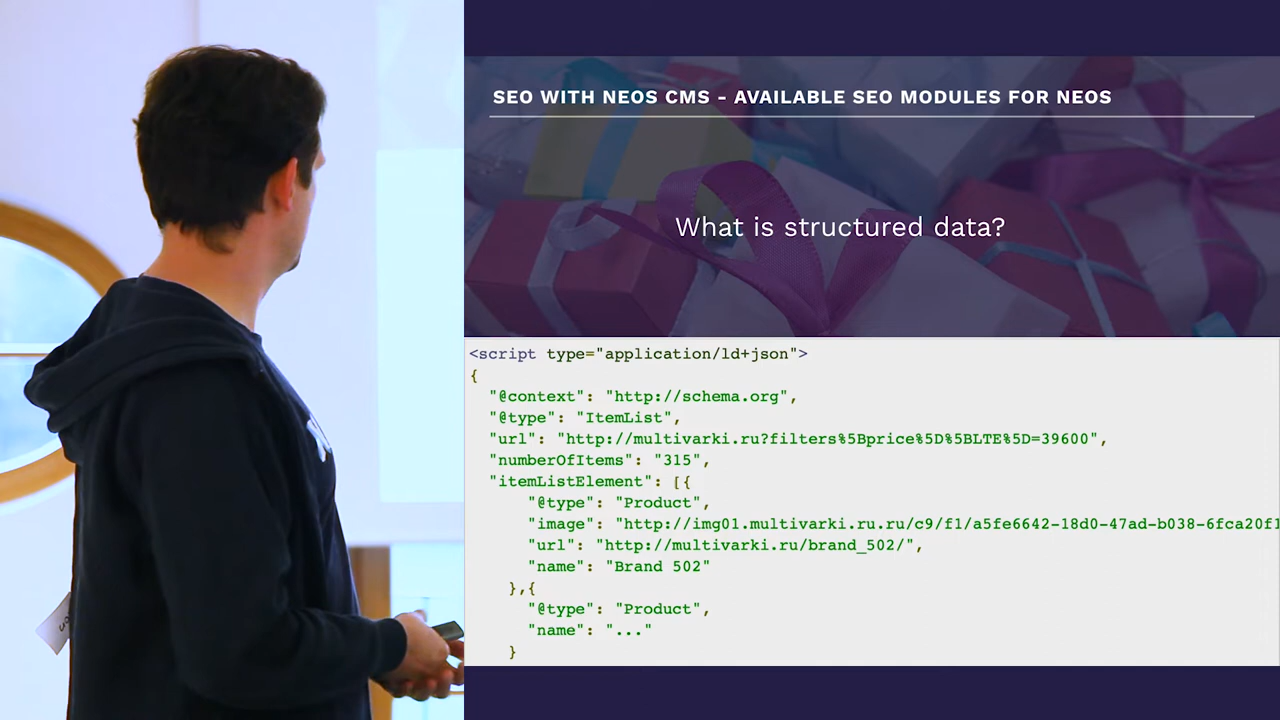 SEO WITH NEOS CMS - AVAILABLE SEO MODULES FOR NEOS
What is structured data?
<script type="application/ld+json">
{
"@context": "http://schema.org",
"@type": "ItemList",
"url": "http://multivarki.ru?filters%5Bprice%5D%5BLTE%5D=39600",
"numberOfItems": "315",
"itemListElement": [{
"@type": "Product",
"image": "http://img01.multivarki.ru.ru/c9/f1/a5fe6642-18d0-47ad-b038-6fca20f1
"url": "http://multivarki.ru/brand_502/",
"name": "Brand 502"
},{
"@type": "Product",
"name": "..."
}